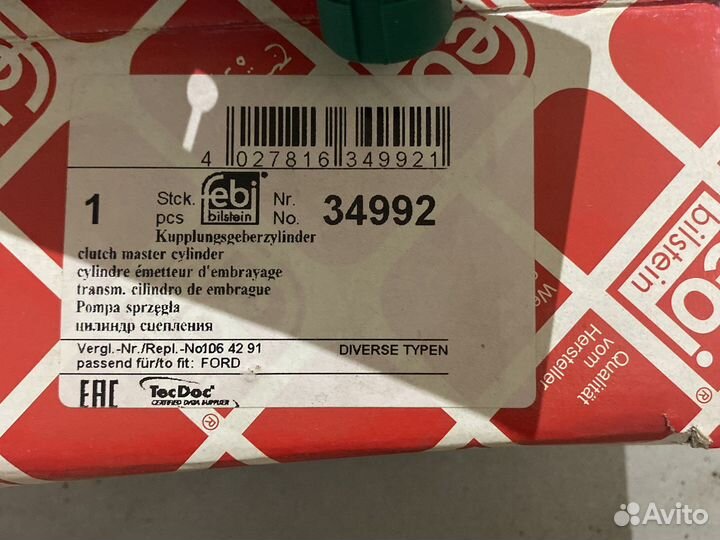 4 027816 349921
1 Stck. pcs febi bilstein Nr. No. 34992
Kupplungsgeberzylinder
clutch master cylinder
cylindre émetteur d'embrayage
transm. cilindro de embrague
Pompa sprzęgła
цилиндр сцепления
Vergl.-Nr./Repl.-No106 42 91 DIVERSE TYPEN
passend für/to fit: FORD
EAC TecDoc®
CERTIFIED DATA SUPPLIER
®
febi
bilstein
Qualität
vom
Hersteller
®
Avito